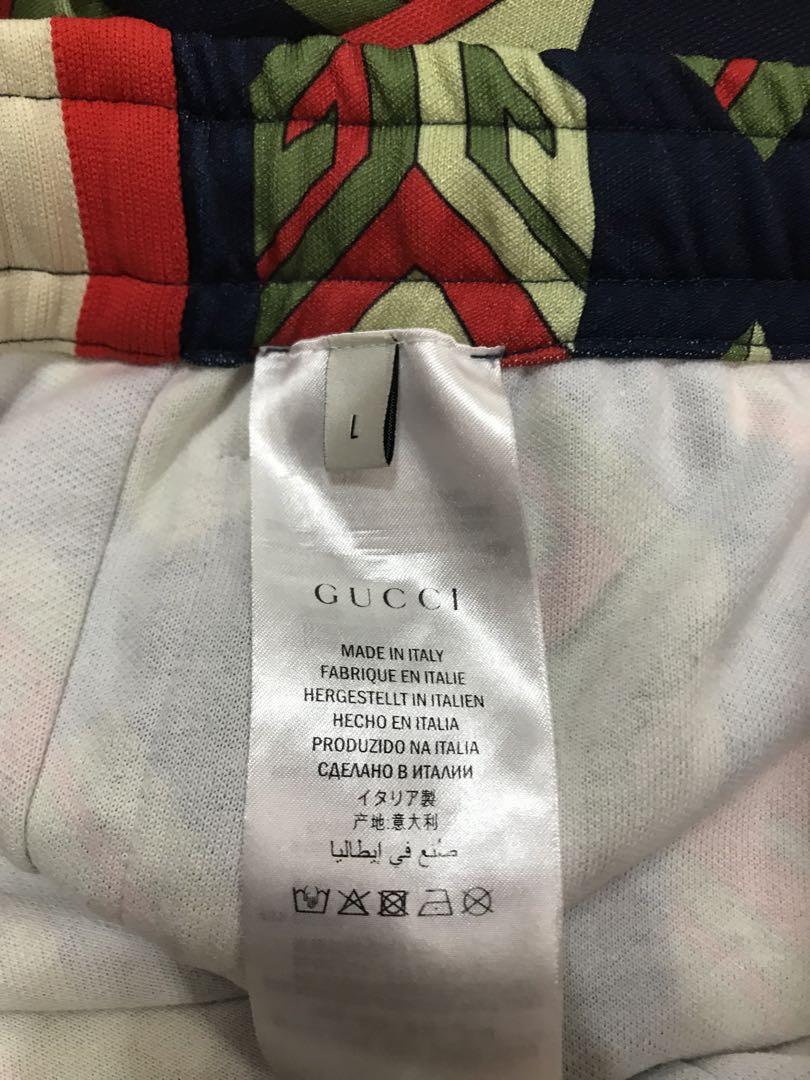 L
GUCCI
MADE IN ITALY
FABRIQUE EN ITALIE
HERGESTELLT IN ITALIEN
HECHO EN ITALIA
PRODUZIDO NA ITALIA
СДЕЛАНО В ИТАЛИИ
イタリア製
产地:意大利
صنع في إيطاليا